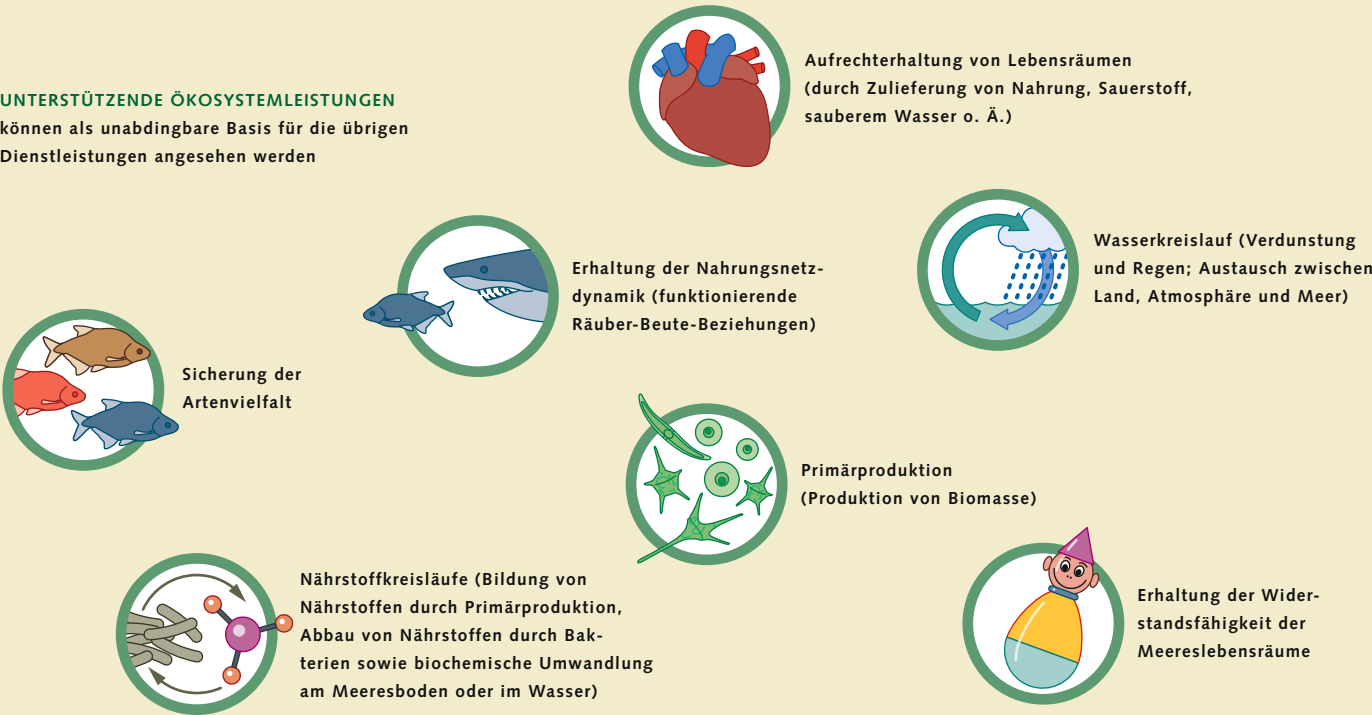 UNTERSTÜTZENDE ÖKOSYSTEMLEISTUNGEN
können als unabdingbare Basis für die übrigen
Dienstleistungen angesehen werden
Aufrechterhaltung von Lebensräumen
(durch Zulieferung von Nahrung, Sauerstoff,
sauberem Wasser o. Ä.)
Wasserkreislauf (Verdunstung
und Regen; Austausch zwischen
Land, Atmosphäre und Meer)
Erhaltung der Nahrungsnetz-
dynamik (funktionierende
Räuber-Beute-Beziehungen)
Sicherung der
Artenvielfalt
Primärproduktion
(Produktion von Biomasse)
Nährstoffkreisläufe (Bildung von
Nährstoffen durch Primärproduktion,
Abbau von Nährstoffen durch Bak-
terien sowie biochemische Umwandlung
am Meeresboden oder im Wasser)
Erhaltung der Wider-
standsfähigkeit der
Meereslebensräume